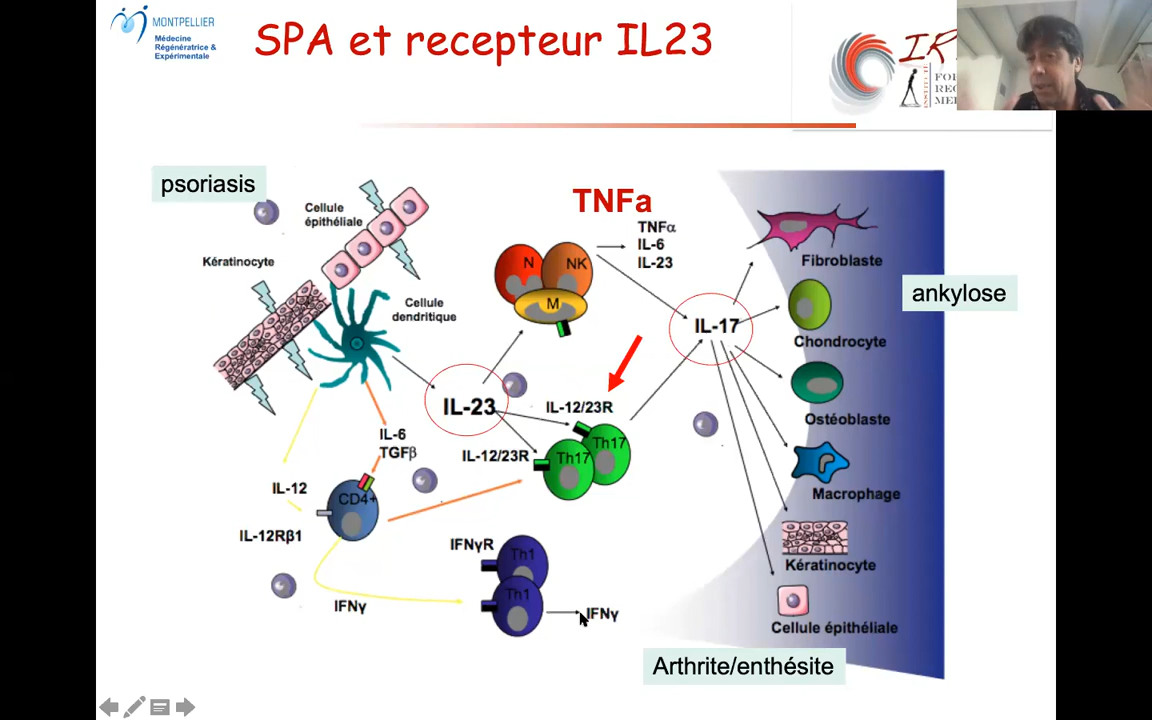 MONTPELLIER
Médecine
Régénératrice &
Expérimentale
SPA et recepteur IL23
psoriasis
Cellule
épithéliale
Kératinocyte
Cellule
dendritique
TNFa
TNFα
IL-6
IL-23
N
NK
M
Fibroblaste
ankylose
IL-17
Chondrocyte
IL-23
IL-12/23R
Ostéoblaste
IL-6
TGFβ
IL-12/23R
Th17
Th17
IL-12
CD4+
Macrophage
IL-12Rβ1
IFNγR
Th1
Kératinocyte
Th1
IFNγ
IFNγ
Cellule épithéliale
Arthrite/enthésite